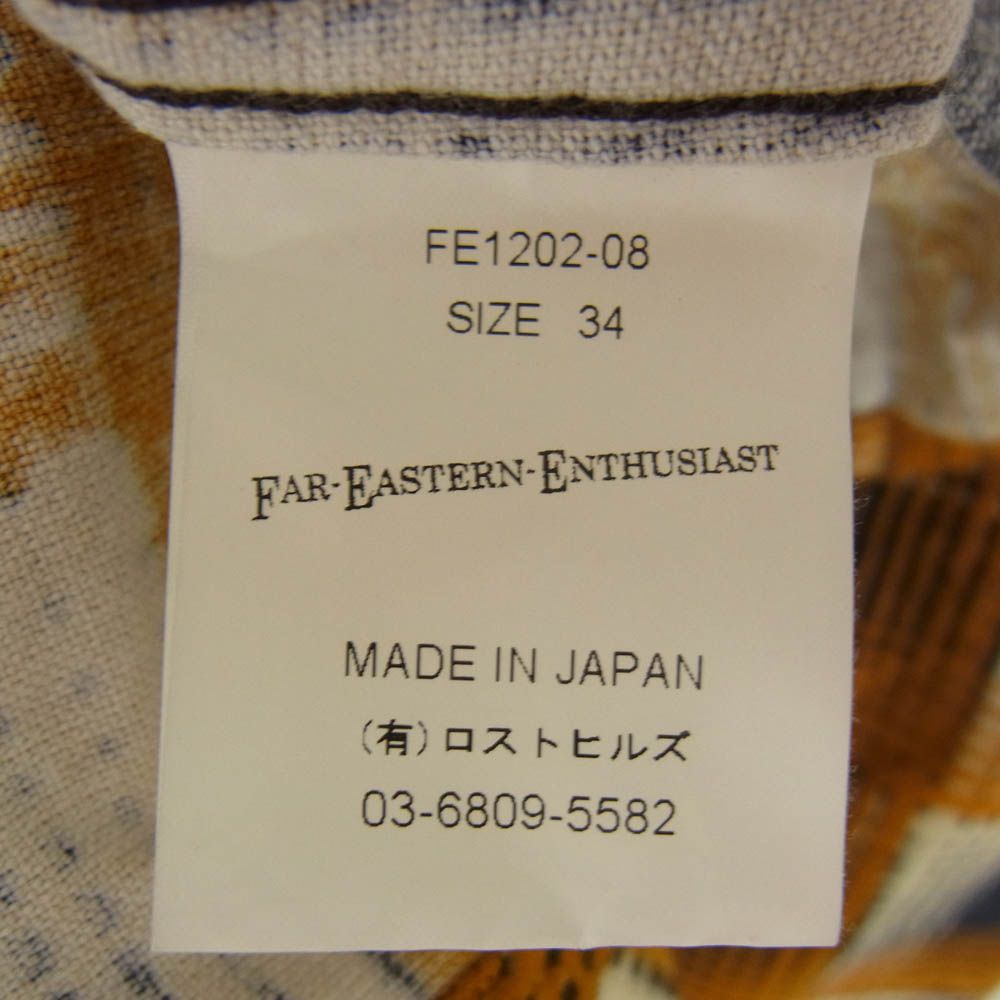 FE1202-08
SIZE 34
FAR-EASTERN-ENTHUSIAST
MADE IN JAPAN
(有)ロストヒルズ
03-6809-5582